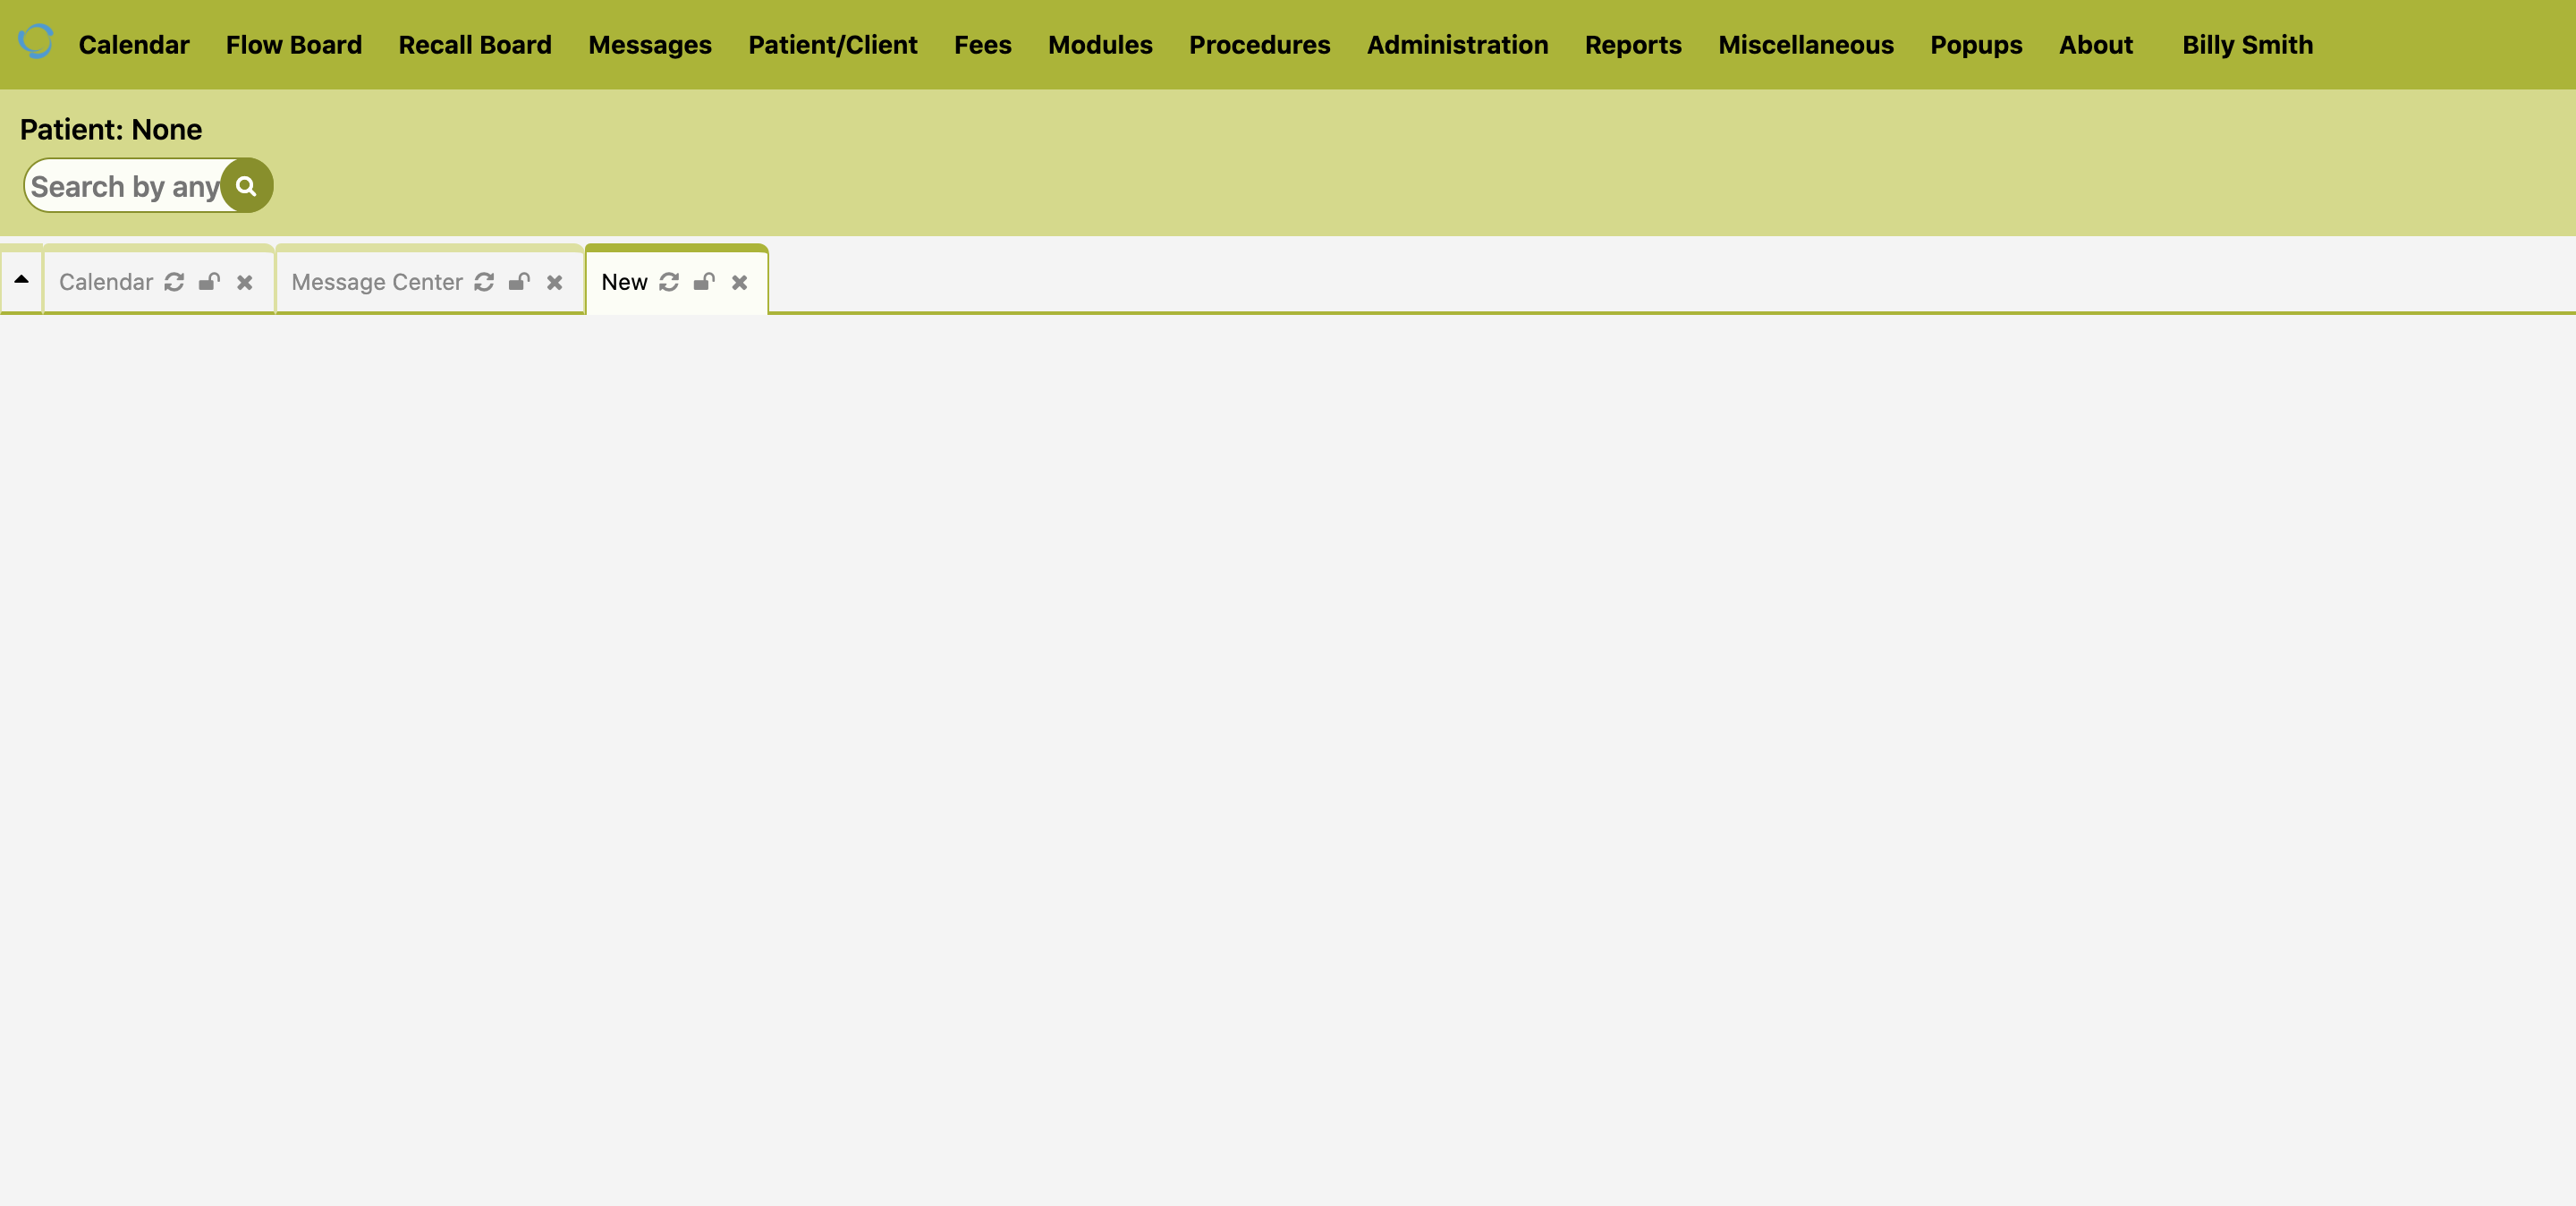 Calendar Flow Board Recall Board Messages Patient/Client Fees Modules Procedures Administration Reports Miscellaneous Popups About Billy Smith
Patient: None
Search by any
Calendar Message Center New